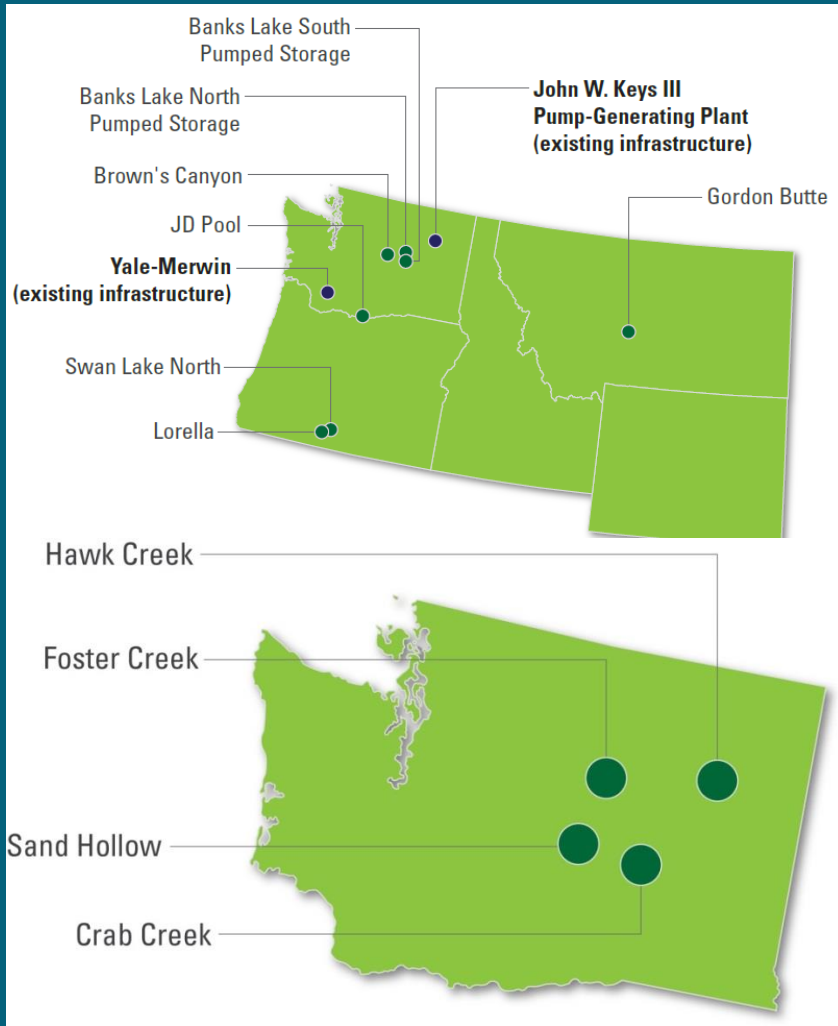 Banks Lake South
Pumped Storage
Banks Lake North
Pumped Storage
John W. Keys III
Pump-Generating Plant
(existing infrastructure)
Brown's Canyon
Gordon Butte
JD Pool
Yale-Merwin
(existing infrastructure)
Swan Lake North
Lorella
Hawk Creek
Foster Creek
Sand Hollow
Crab Creek